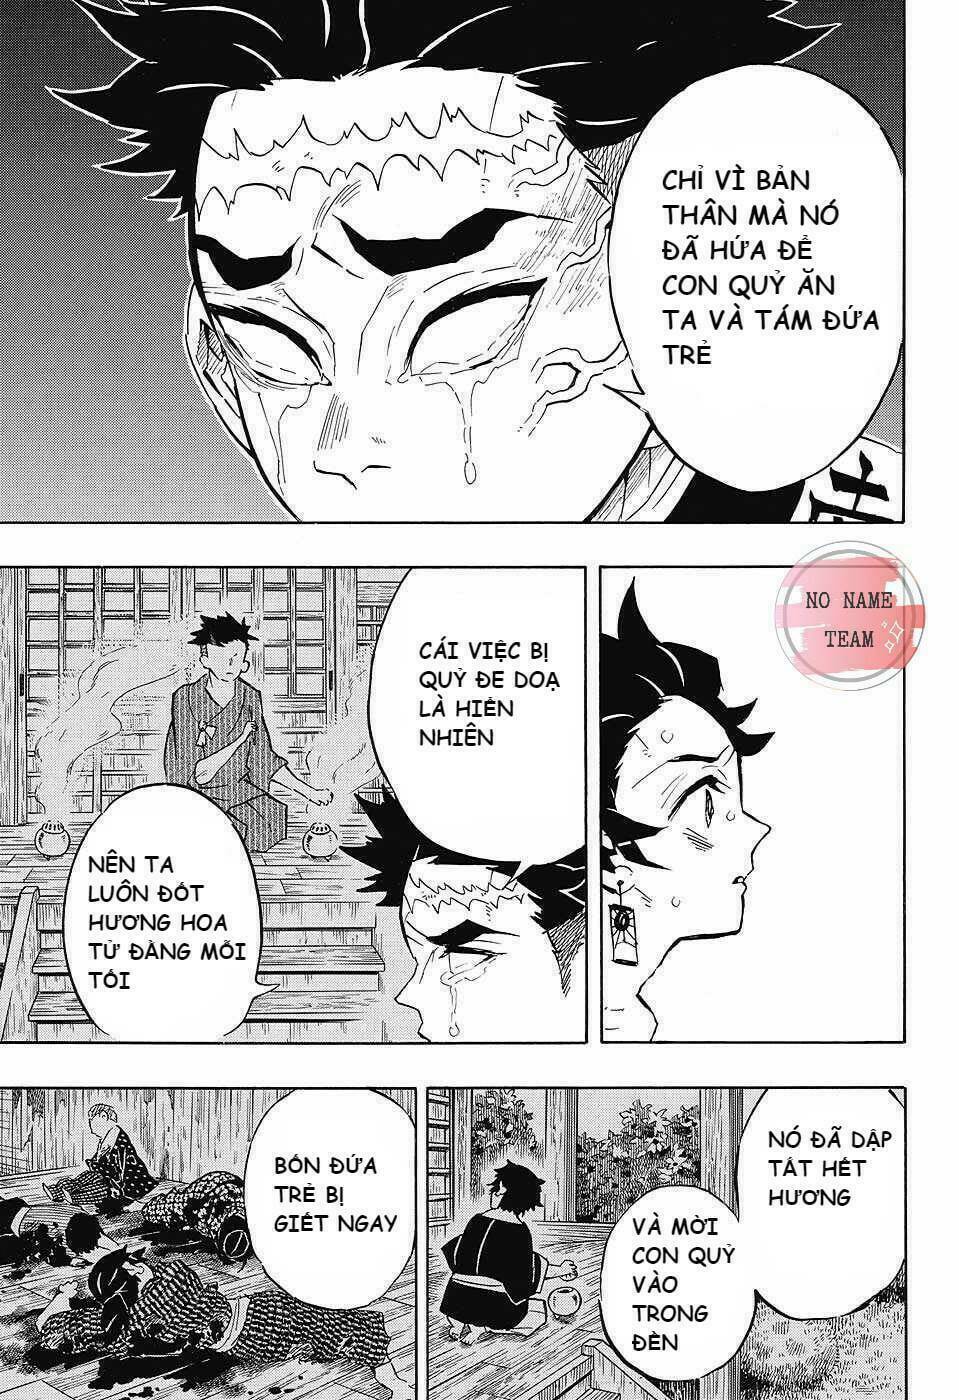 CHỈ VÌ BẢN
THÂN MÀ NÓ
ĐÃ HỨA ĐỂ
CON QUỶ ĂN
TA VÀ TÁM ĐỨA
TRẺ
NO NAME
TEAM
CÁI VIỆC BỊ
QUỶ ĐE DOẠ
LÀ HIỂN
NHIÊN
NÊN TA
LUÔN ĐỐT
HƯƠNG HOA
TỬ ĐẰNG MỖI
TỐI
NÓ ĐÃ DẬP
TẮT HẾT
HƯƠNG
VÀ MỜI
CON QUỶ
VÀO
TRONG
ĐỀN
BỐN ĐỨA
TRẺ BỊ
GIẾT NGAY